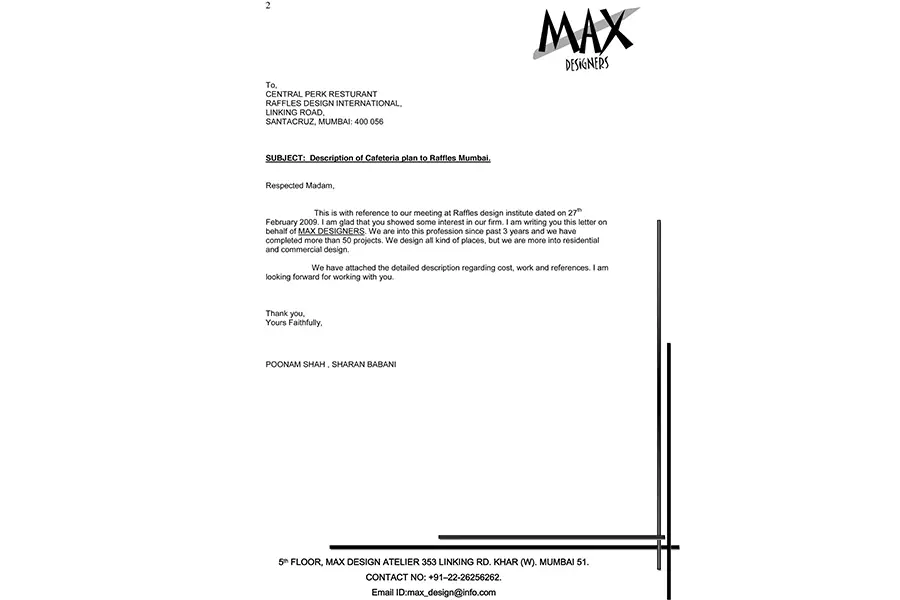 2
MAX
DESIGNERS
To,
CENTRAL PERK RESTURANT
RAFFLES DESIGN INTERNATIONAL,
LINKING ROAD,
SANTACRUZ, MUMBAI: 400 056
SUBJECT: Description of Cafeteria plan to Raffles Mumbai.
Respected Madam,
This is with reference to our meeting at Raffles design institute dated on 27th
February 2009. I am glad that you showed some interest in our firm. I am writing you this letter on
behalf of MAX DESIGNERS. We are into this profession since past 3 years and we have
completed more than 50 projects. We design all kind of places, but we are more into residential
and commercial design.
We have attached the detailed description regarding cost, work and references. I am
looking forward for working with you.
Thank you,
Yours Faithfully,
POONAM SHAH , SHARAN BABANI
5th FLOOR, MAX DESIGN ATELIER 353 LINKING RD. KHAR (W). MUMBAI 51.
CONTACT NO: +91–22-26256262.
Email ID:max_design@info.com